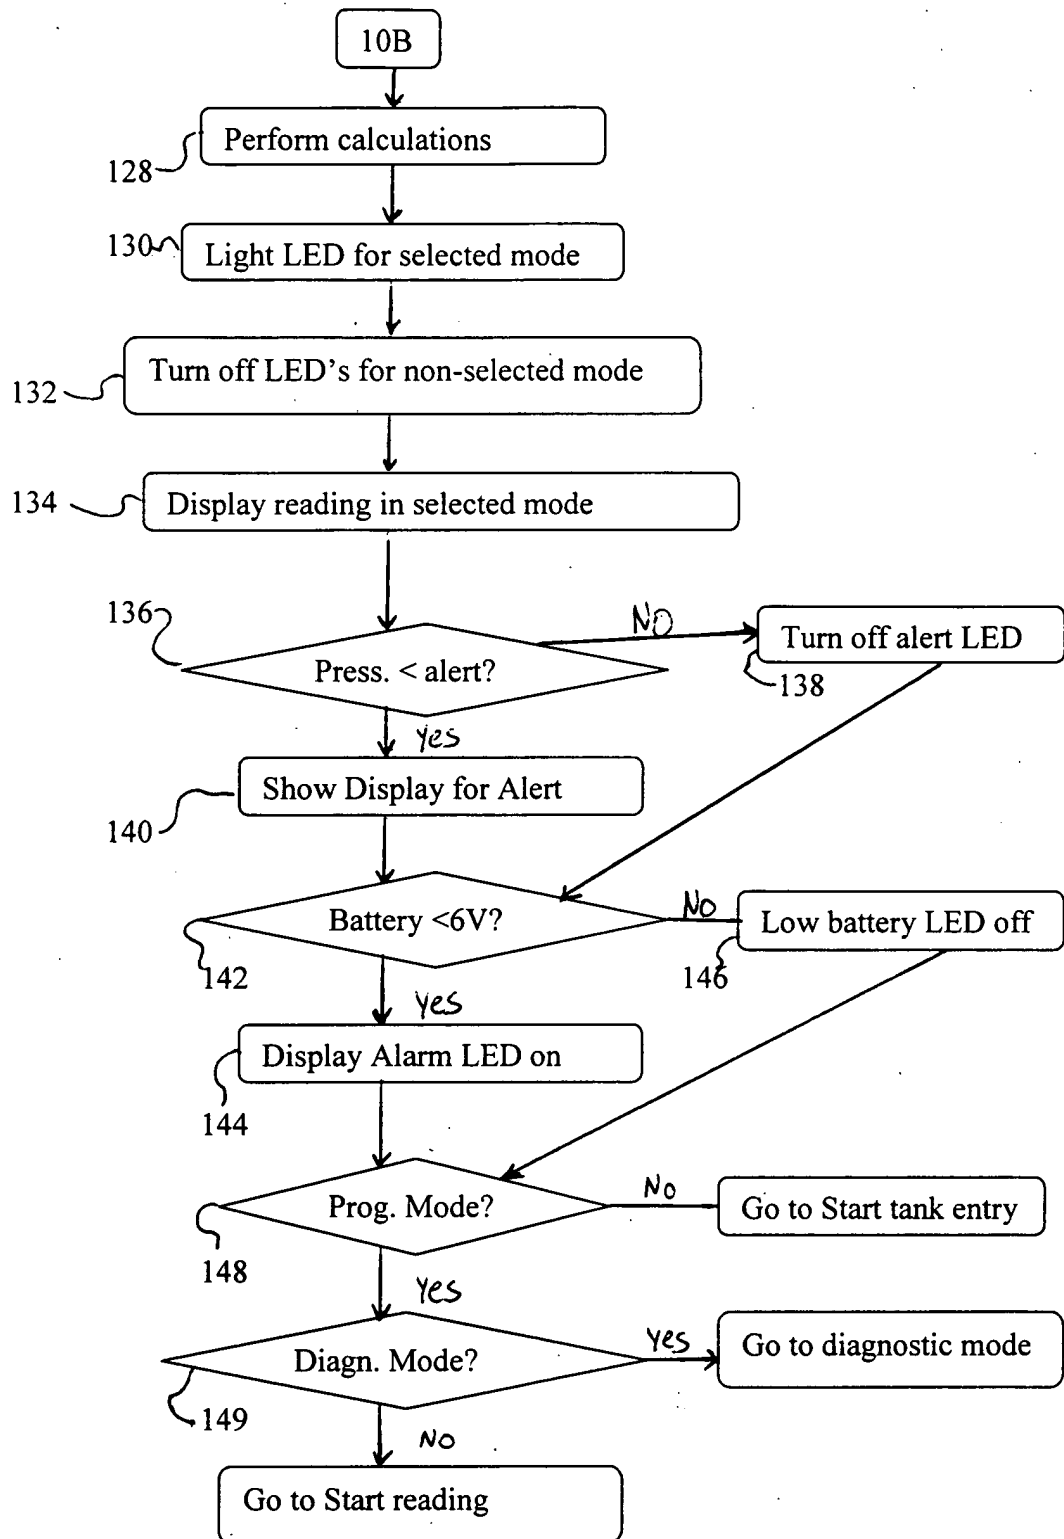 10B
Perform calculations
128
130
Light LED for selected mode
Turn off LED’s for non-selected mode
132
134
Display reading in selected mode
136
NO
Turn off alert LED
Press. < alert?
138
Yes
Show Display for Alert
140
Battery <6V?
No
Low battery LED off
142
146
Yes
Display Alarm LED on
144
Prog. Mode?
No
Go to Start tank entry
148
Yes
Diagn. Mode?
Yes
Go to diagnostic mode
149
No
Go to Start reading